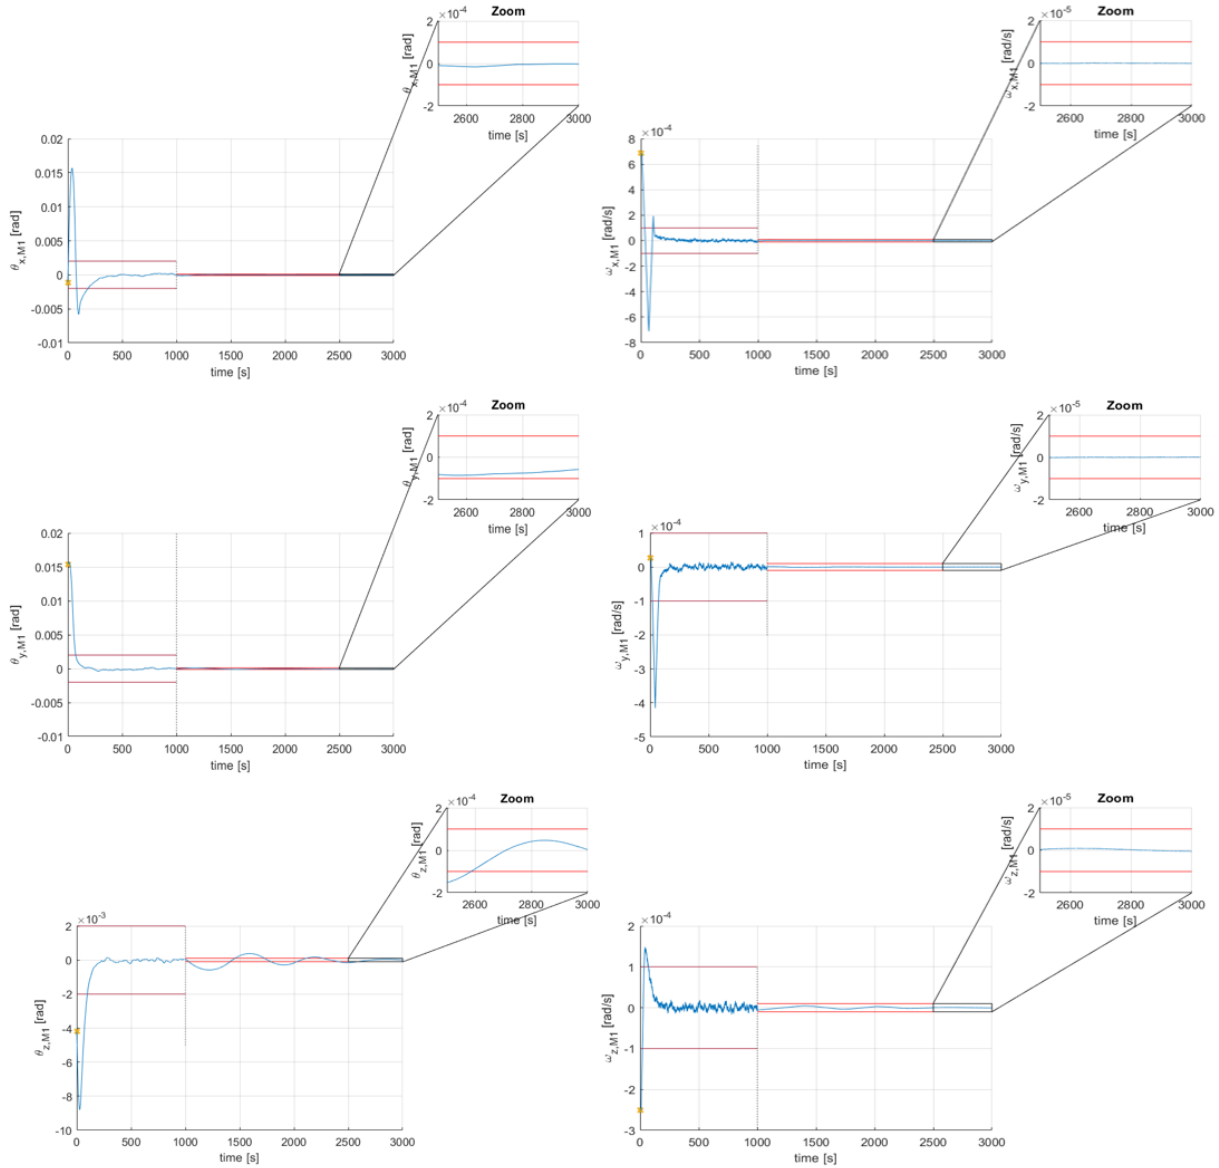 Zoom
×10⁻⁴
2
0
-2
θx,M1 [rad]
2600 2800 3000
time [s]
0.02
0.015
0.01
0.005
0
-0.005
-0.01
θx,M1 [rad]
0 500 1000 1500 2000 2500 3000
time [s]
Zoom
×10⁻⁵
2
0
-2
ωx,M1 [rad/s]
2600 2800 3000
time [s]
×10⁻⁴
8
6
4
2
0
-2
-4
-6
-8
ωx,M1 [rad/s]
0 500 1000 1500 2000 2500 3000
time [s]
Zoom
×10⁻⁴
2
0
-2
θy,M1 [rad]
2600 2800 3000
time [s]
0.02
0.015
0.01
0.005
0
-0.005
-0.01
θy,M1 [rad]
0 500 1000 1500 2000 2500 3000
time [s]
Zoom
×10⁻⁵
2
0
-2
ωy,M1 [rad/s]
2600 2800 3000
time [s]
×10⁻⁴
1
0
-1
-2
-3
-4
-5
ωy,M1 [rad/s]
0 500 1000 1500 2000 2500 3000
time [s]
Zoom
×10⁻⁴
2
0
-2
θz,M1 [rad]
2600 2800 3000
time [s]
×10⁻³
2
0
-2
-4
-6
-8
-10
θz,M1 [rad]
0 500 1000 1500 2000 2500 3000
time [s]
Zoom
×10⁻⁵
2
0
-2
ωz,M1 [rad/s]
2600 2800 3000
time [s]
×10⁻⁴
2
1
0
-1
-2
-3
ωz,M1 [rad/s]
0 500 1000 1500 2000 2500 3000
time [s]